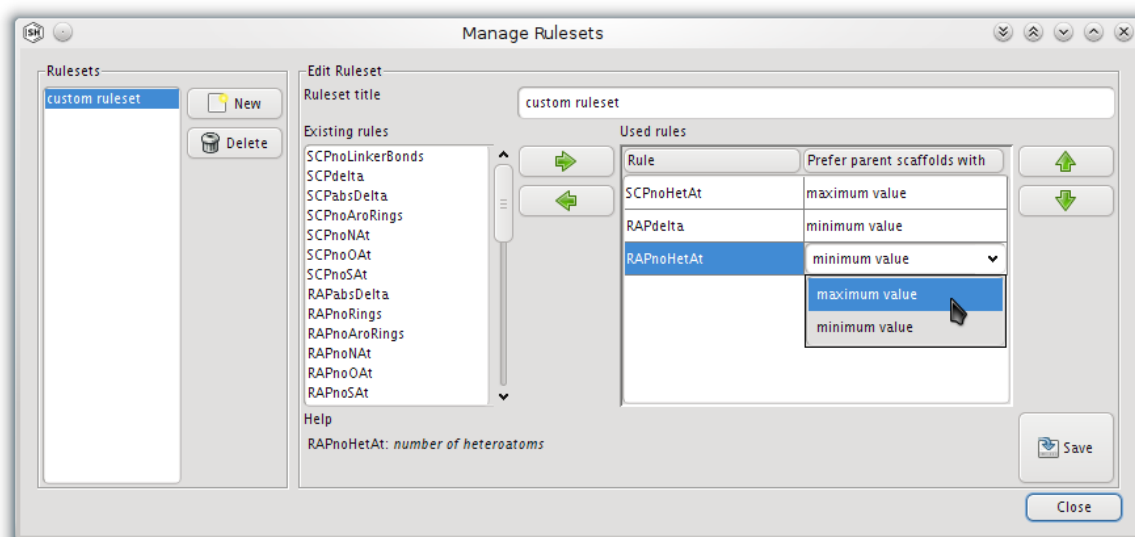 SH
Manage Rulesets
Rulesets
custom ruleset
New
Delete
Edit Ruleset
Ruleset title
custom ruleset
Existing rules
SCPnoLinkerBonds
SCPdelta
SCPabsDelta
SCPnoAroRings
SCPnoNAt
SCPnoOAt
SCPnoSAt
RAPabsDelta
RAPnoRings
RAPnoAroRings
RAPnoNAt
RAPnoOAt
RAPnoSAt
Used rules
Rule Prefer parent scaffolds with
SCPnoHetAt maximum value
RAPdelta minimum value
RAPnoHetAt minimum value
maximum value
minimum value
Help
RAPnoHetAt: number of heteroatoms
Save
Close